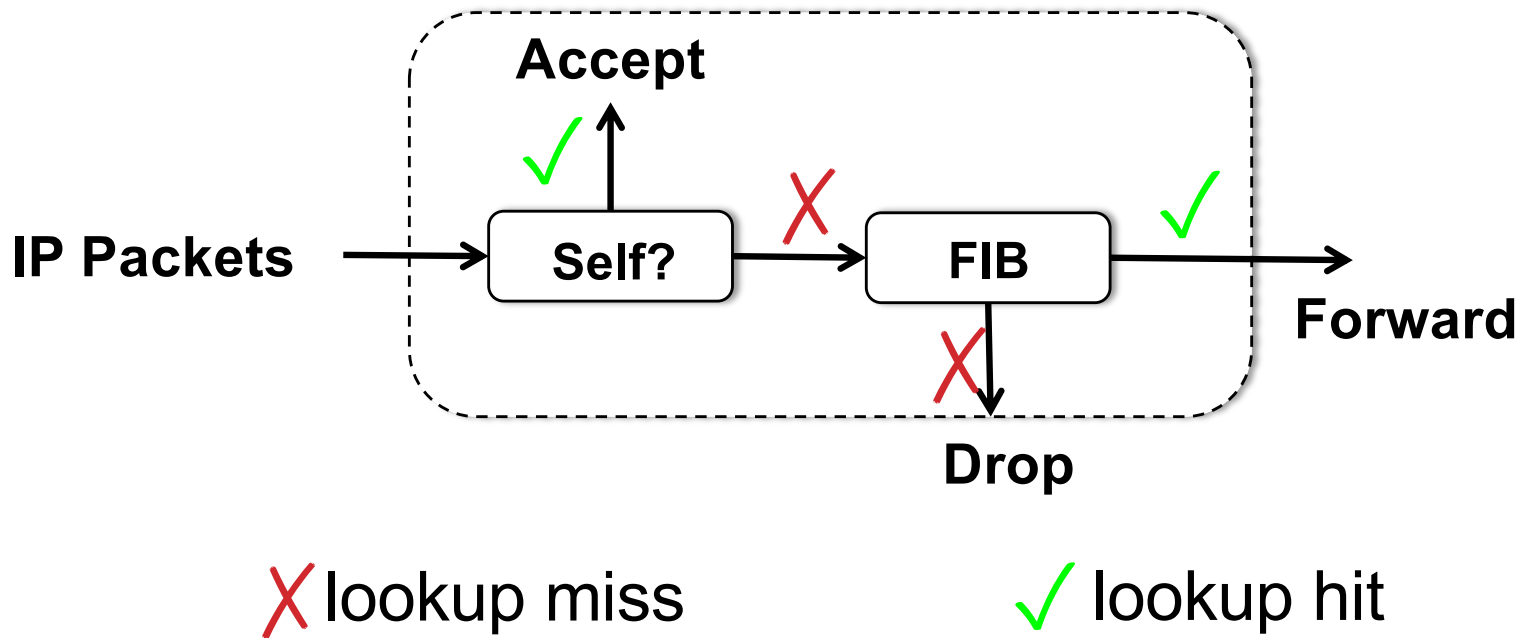 Accept
IP Packets
Self?
FIB
Forward
Drop
lookup miss
lookup hit